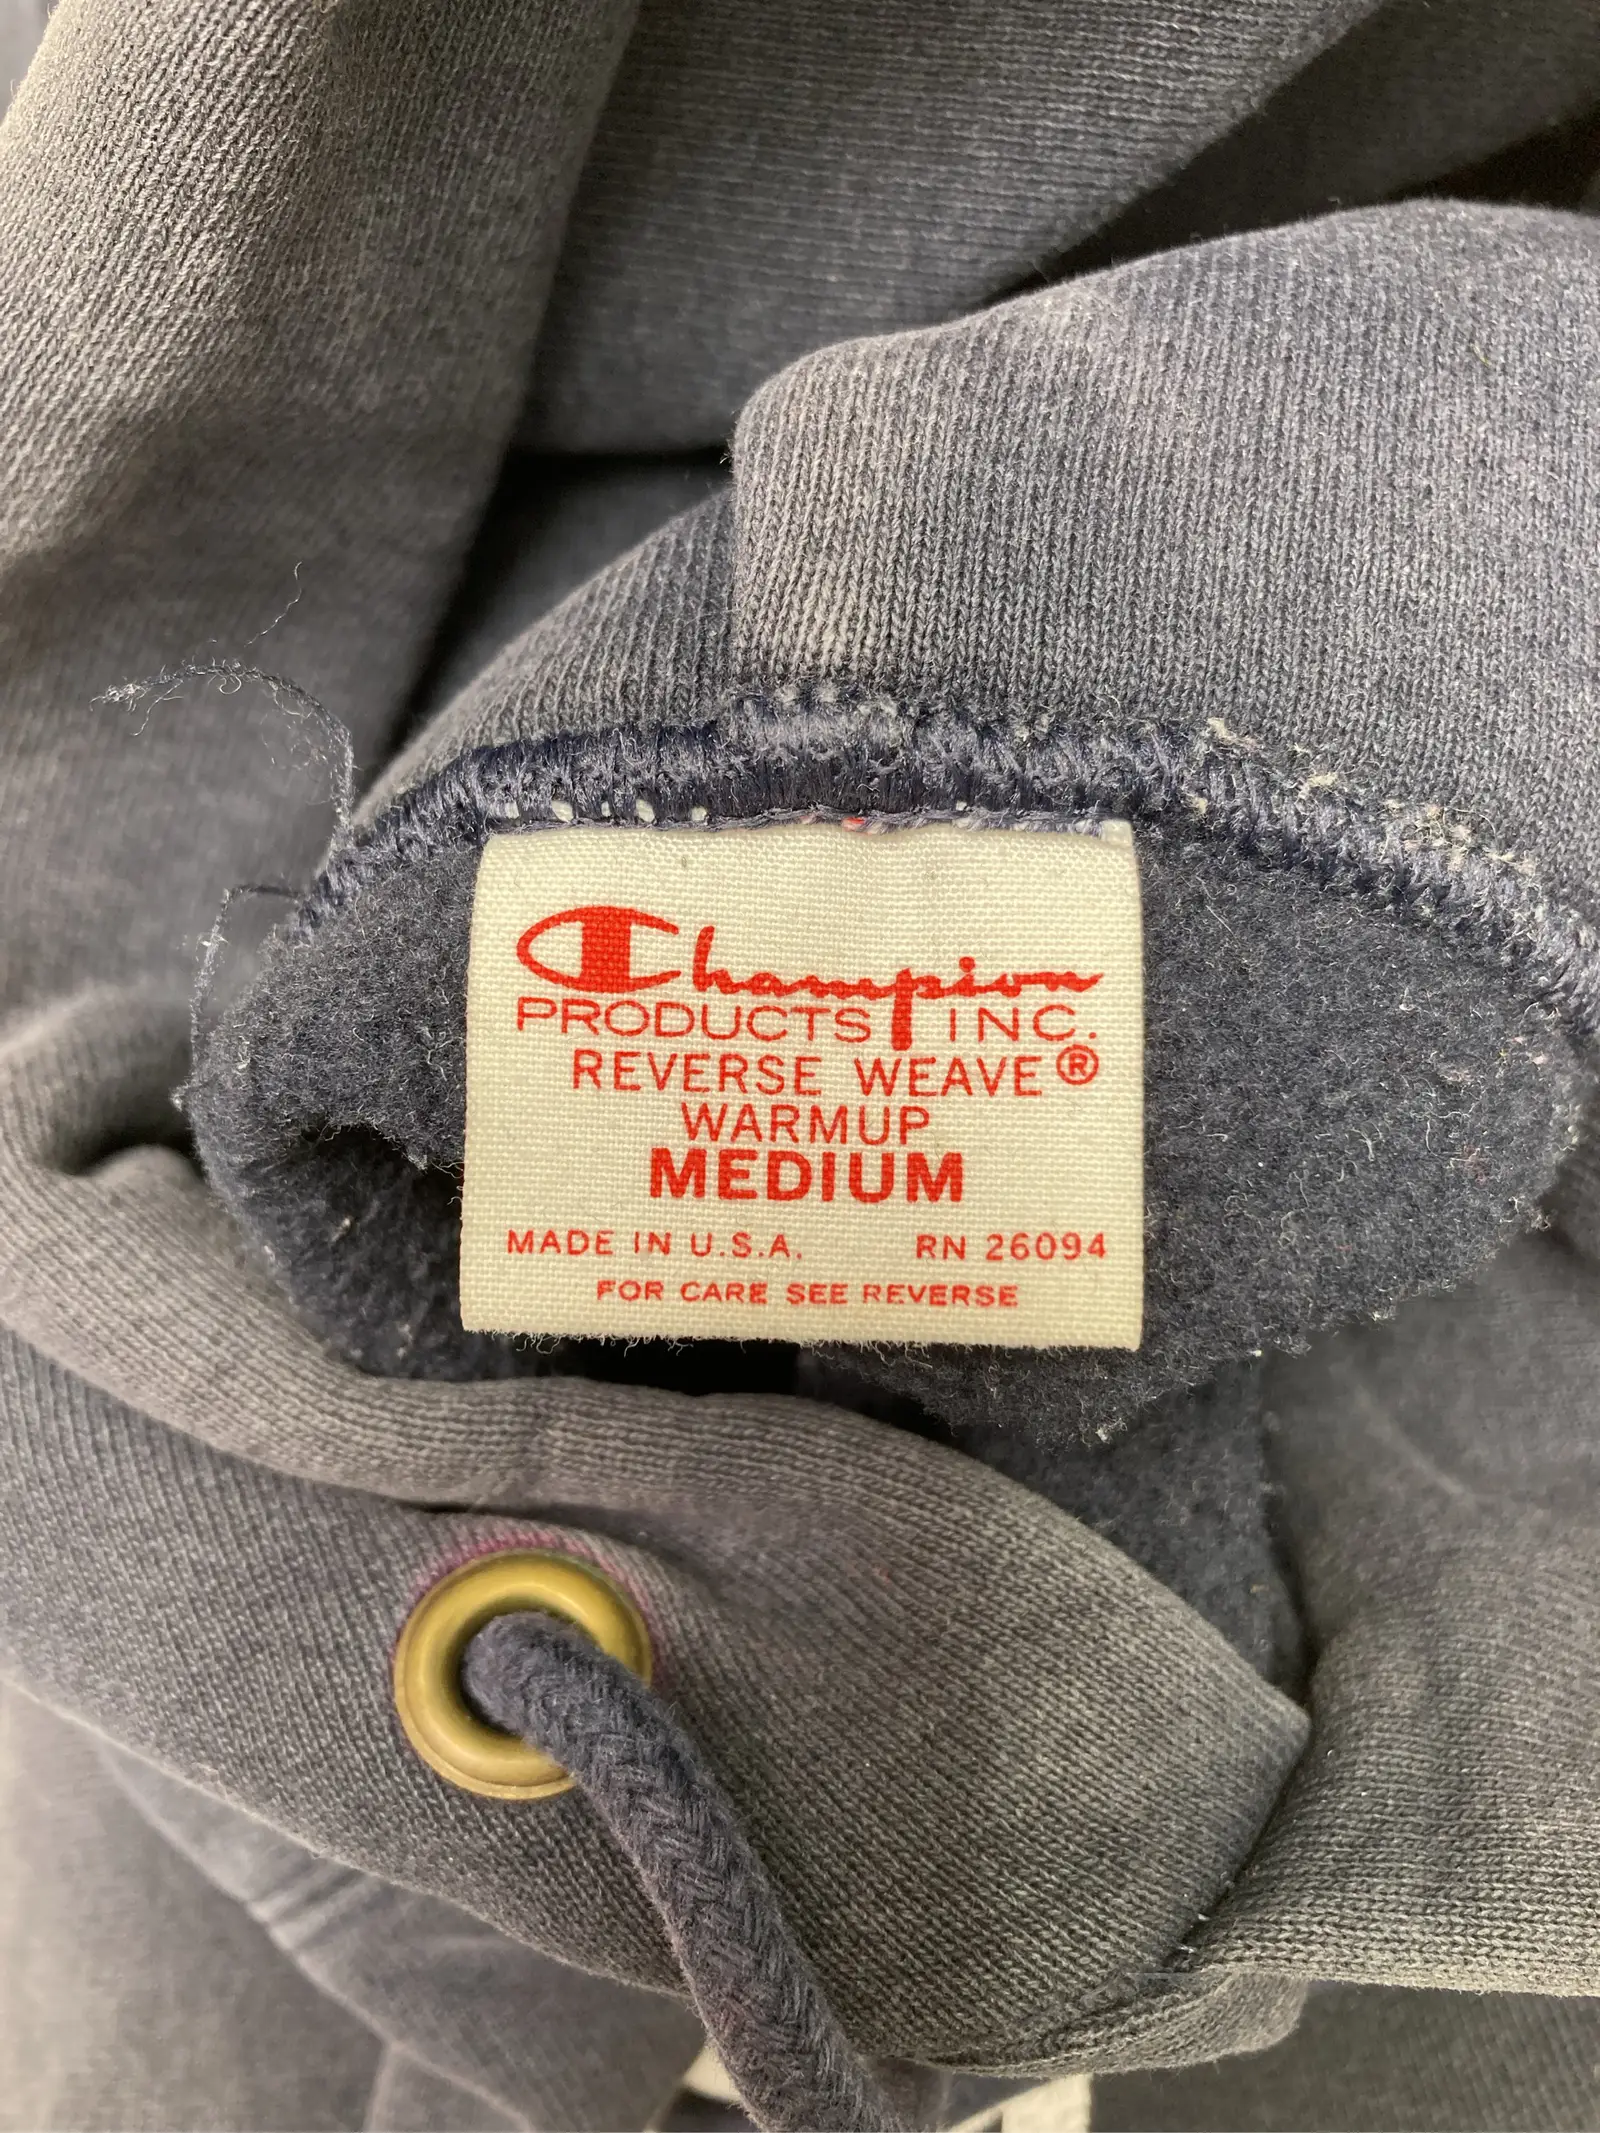 Champion
PRODUCTS INC.
REVERSE WEAVE®
WARMUP
MEDIUM
MADE IN U.S.A. RN 26094
FOR CARE SEE REVERSE